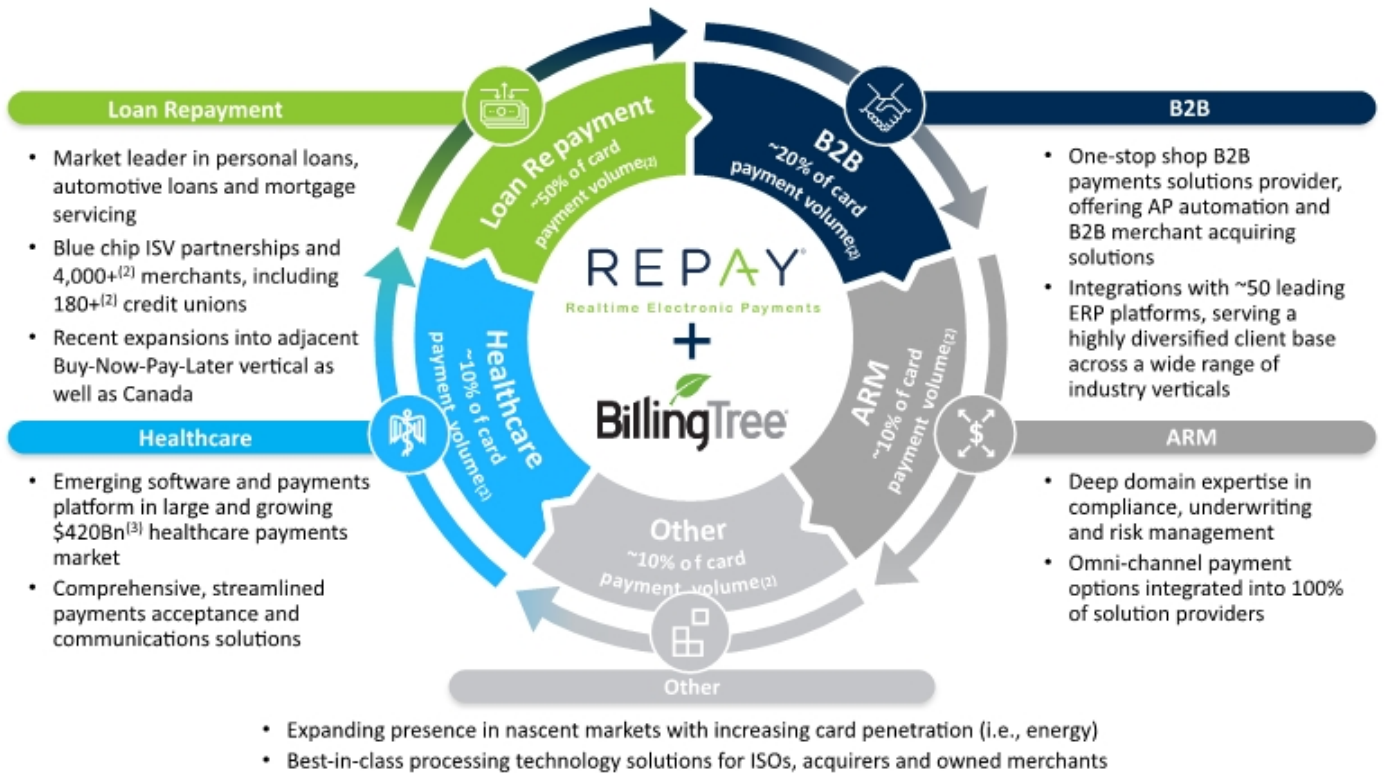 Loan Repayment
• Market leader in personal loans,
automotive loans and mortgage
servicing
• Blue chip ISV partnerships and
4,000+(2) merchants, including
180+(2) credit unions
• Recent expansions into adjacent
Buy-Now-Pay-Later vertical as
well as Canada
Healthcare
• Emerging software and payments
platform in large and growing
$420Bn(3) healthcare payments
market
• Comprehensive, streamlined
payments acceptance and
communications solutions
Loan Repayment
~50% of card
payment volume(2)
B2B
~20% of card
payment volume(2)
ARM
~10% of card
payment volume(2)
Other
~10% of card
payment volume(2)
Healthcare
~10% of card
payment volume(2)
REPAY®
Realtime Electronic Payments
+
BillingTree
$
B2B
• One-stop shop B2B
payments solutions provider,
offering AP automation and
B2B merchant acquiring
solutions
• Integrations with ~50 leading
ERP platforms, serving a
highly diversified client base
across a wide range of
industry verticals
ARM
• Deep domain expertise in
compliance, underwriting
and risk management
• Omni-channel payment
options integrated into 100%
of solution providers
Other
• Expanding presence in nascent markets with increasing card penetration (i.e., energy)
• Best-in-class processing technology solutions for ISOs, acquirers and owned merchants